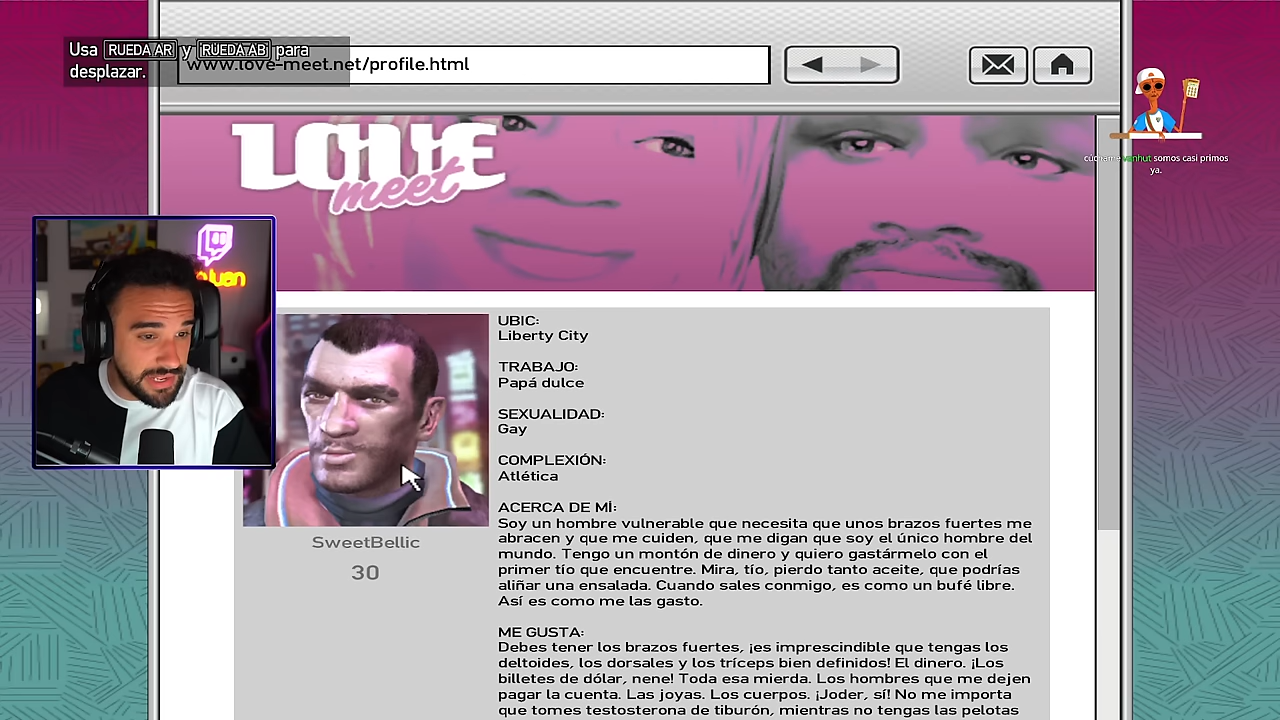 Usa RUEDA AR y RUEDA AB para
desplazar.
www.love-meet.net/profile.html
LOVE
meet
somos casi primos
ya.
UBIC:
Liberty City
TRABAJO:
Papá dulce
SEXUALIDAD:
Gay
COMPLEXIÓN:
Atlética
ACERCA DE MÍ:
Soy un hombre vulnerable que necesita que unos brazos fuertes me
abracen y que me cuiden, que me digan que soy el único hombre del
mundo. Tengo un montón de dinero y quiero gastármelo con el
primer tío que encuentre. Mira, tío, pierdo tanto aceite, que podrías
aliñar una ensalada. Cuando sales conmigo, es como un bufé libre.
Así es como me las gasto.
SweetBellic
30
ME GUSTA:
Debes tener los brazos fuertes, ¡es imprescindible que tengas los
deltoides, los dorsales y los tríceps bien definidos! El dinero. ¡Los
billetes de dólar, nene! Toda esa mierda. Los hombres que me dejen
pagar la cuenta. Las joyas. Los cuerpos. ¡Joder, sí! No me importa
que tomes testosterona de tiburón, mientras no tengas las pelotas